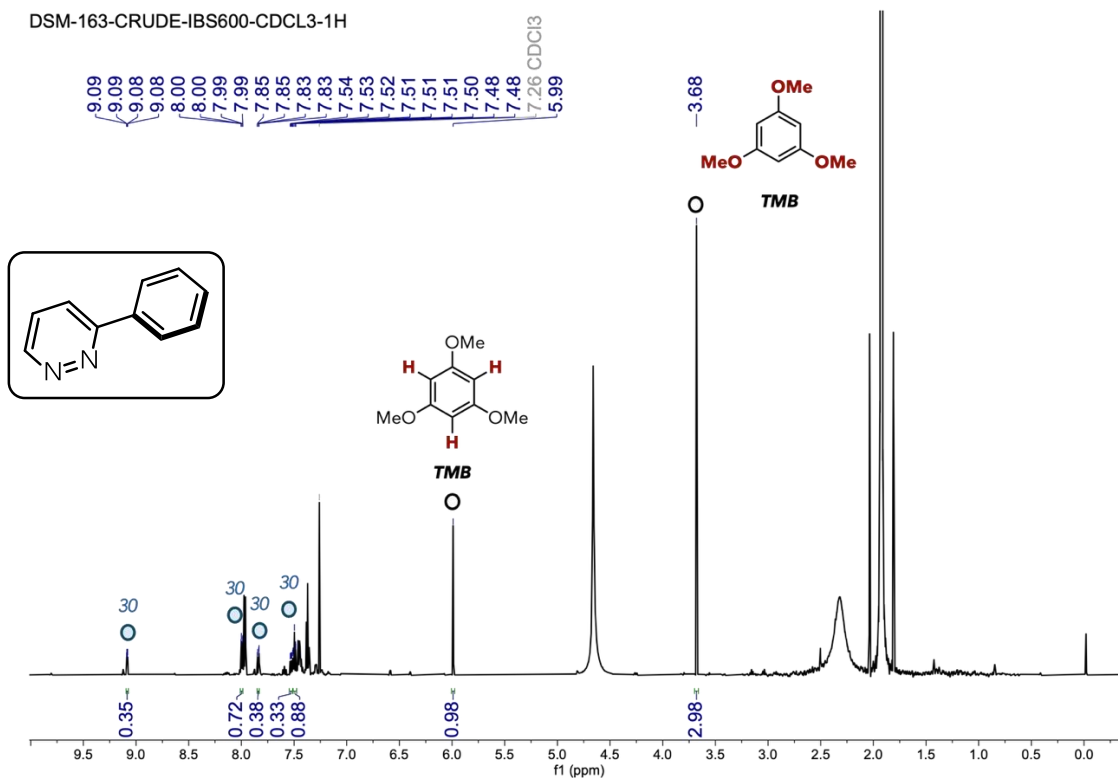 DSM-163-CRUDE-IBS600-CDCL3-1H
9.09
9.09
9.08
9.08
8.00
8.00
7.99
7.99
7.85
7.85
7.83
7.83
7.54
7.53
7.52
7.51
7.51
7.51
7.50
7.48
7.48
7.26 CDCl3
5.99
3.68
OMe
MeO OMe
TMB
N=N
OMe
H H
MeO OMe
H
TMB
30
30
30
30
0.35
0.72
0.38
0.33
0.88
0.98
2.98
9.5 9.0 8.5 8.0 7.5 7.0 6.5 6.0 5.5 5.0 4.5 4.0 3.5 3.0 2.5 2.0 1.5 1.0 0.5 0.0
f1 (ppm)